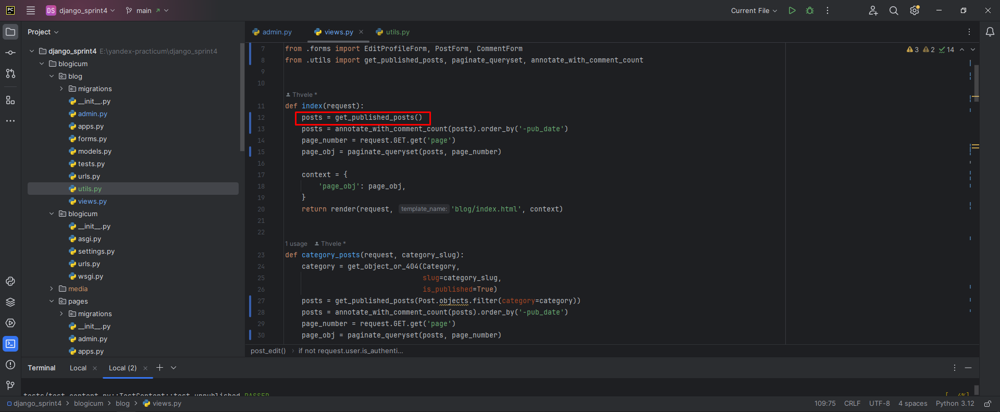 PC
DS django_sprint4
main
Current File
Project
django_sprint4 E:\yandex-practicum\django_sprint4
blogicum
blog
migrations
__init__.py
admin.py
apps.py
forms.py
models.py
tests.py
urls.py
utils.py
views.py
blogicum
__init__.py
asgi.py
settings.py
urls.py
wsgi.py
media
pages
migrations
__init__.py
admin.py
apps.py
admin.py views.py utils.py
3 2 14
7 from .forms import EditProfileForm, PostForm, CommentForm
8 from .utils import get_published_posts, paginate_queryset, annotate_with_comment_count
9
10
Thvele *
11 def index(request):
12 posts = get_published_posts()
13 posts = annotate_with_comment_count(posts).order_by('-pub_date')
14 page_number = request.GET.get('page')
15 page_obj = paginate_queryset(posts, page_number)
16
17 context = {
18 'page_obj': page_obj,
19 }
20 return render(request, template_name: 'blog/index.html', context)
21
22
1 usage Thvele *
23 def category_posts(request, category_slug):
24 category = get_object_or_404(Category,
25 slug=category_slug,
26 is_published=True)
27 posts = get_published_posts(Post.objects.filter(category=category))
28 posts = annotate_with_comment_count(posts).order_by('-pub_date')
29 page_number = request.GET.get('page')
30 page_obj = paginate_queryset(posts, page_number)
post_edit() › if not request.user.is_authenti...
Terminal Local Local (2)
tests/test_content.py::TestContent::test_unpublished PASSED [ 4%]
django_sprint4 > blogicum > blog > views.py
109:75 CRLF UTF-8 4 spaces Python 3.12